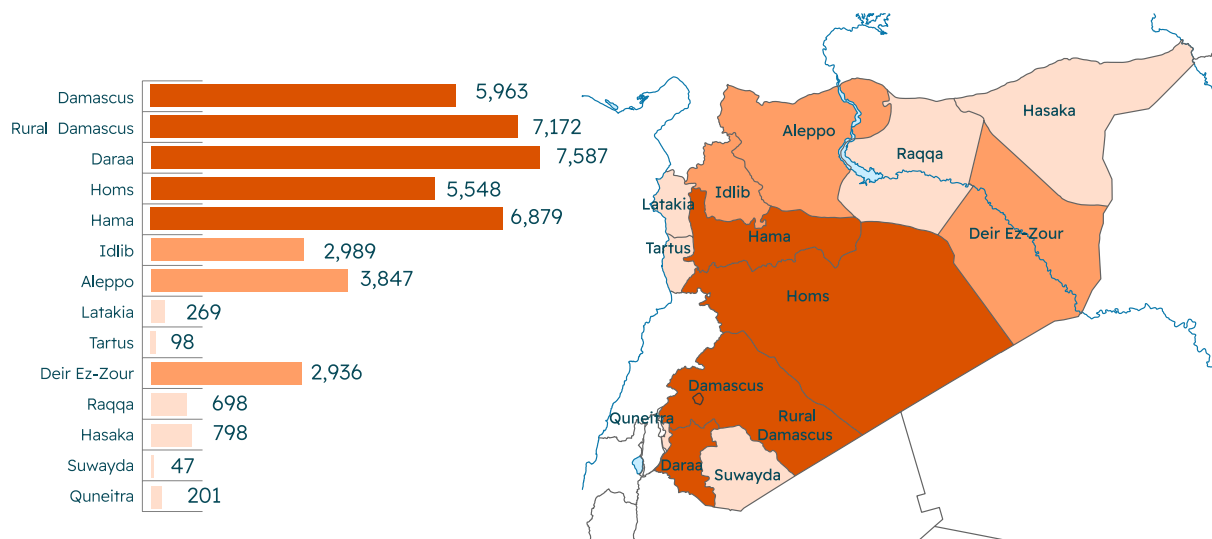 Damascus 5,963
Rural Damascus 7,172
Daraa 7,587
Homs 5,548
Hama 6,879
Idlib 2,989
Aleppo 3,847
Latakia 269
Tartus 98
Deir Ez-Zour 2,936
Raqqa 698
Hasaka 798
Suwayda 47
Quneitra 201
Hasaka
Aleppo
Raqqa
Idlib
Latakia
Deir Ez-Zour
Hama
Tartus
Homs
Damascus
Quneitra
Rural
Damascus
Daraa
Suwayda